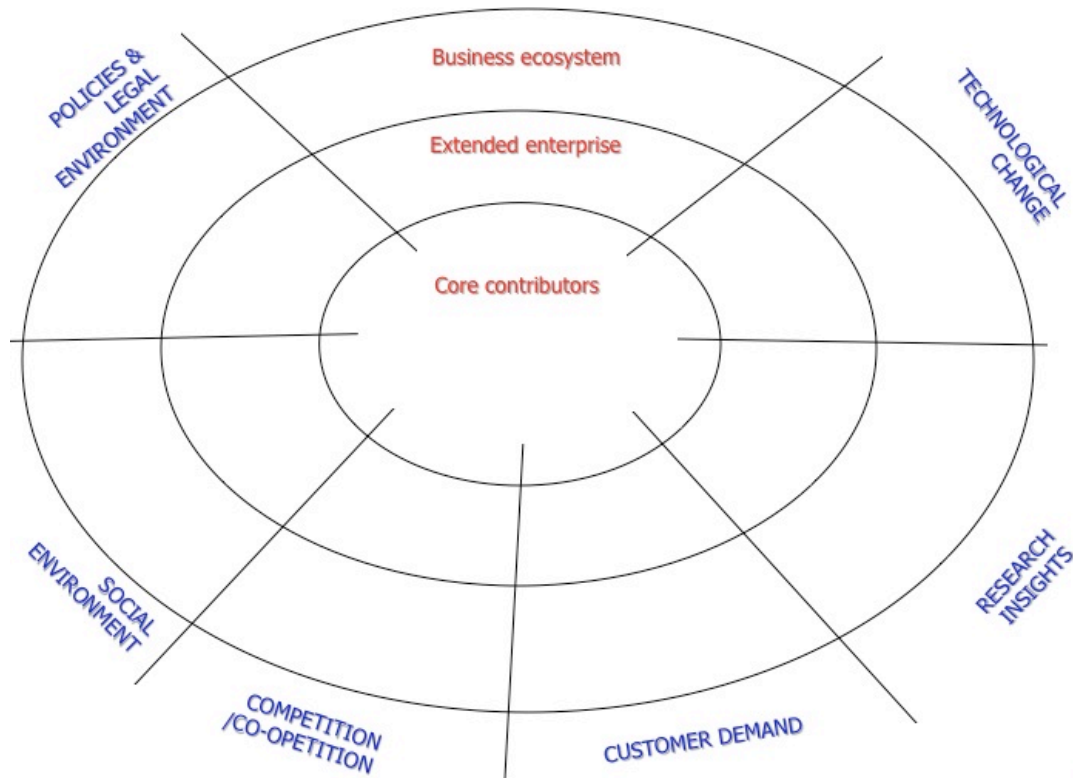 Business ecosystem
Extended enterprise
Core contributors
POLICIES &
LEGAL
ENVIRONMENT
TECHNOLOGICAL
CHANGE
SOCIAL
ENVIRONMENT
RESEARCH
INSIGHTS
COMPETITION
/CO-OPETITION
CUSTOMER DEMAND